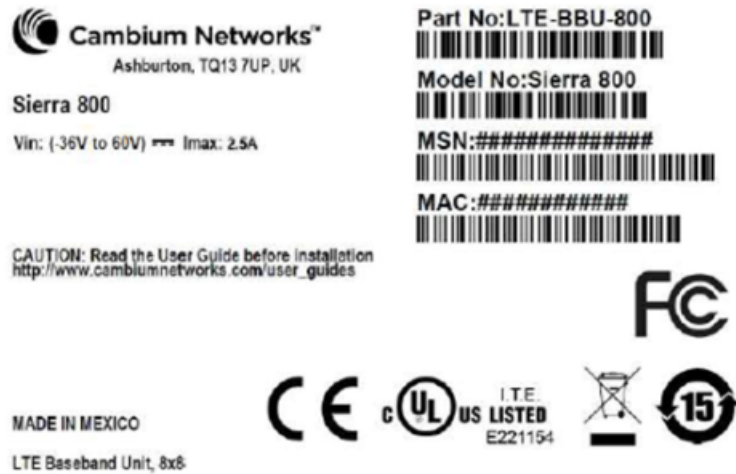 Cambium Networks™
Ashburton, TQ13 7UP, UK
Sierra 800
Vin: (-36V to 60V) ⎓ Imax: 2.5A
CAUTION: Read the User Guide before installation
http://www.cambiumnetworks.com/user_guides
MADE IN MEXICO
LTE Baseband Unit, 8x8
Part No:LTE-BBU-800
Model No:Sierra 800
MSN:##############
MAC:############
FC
CE
C UL US LISTED
I.T.E.
E221154
15